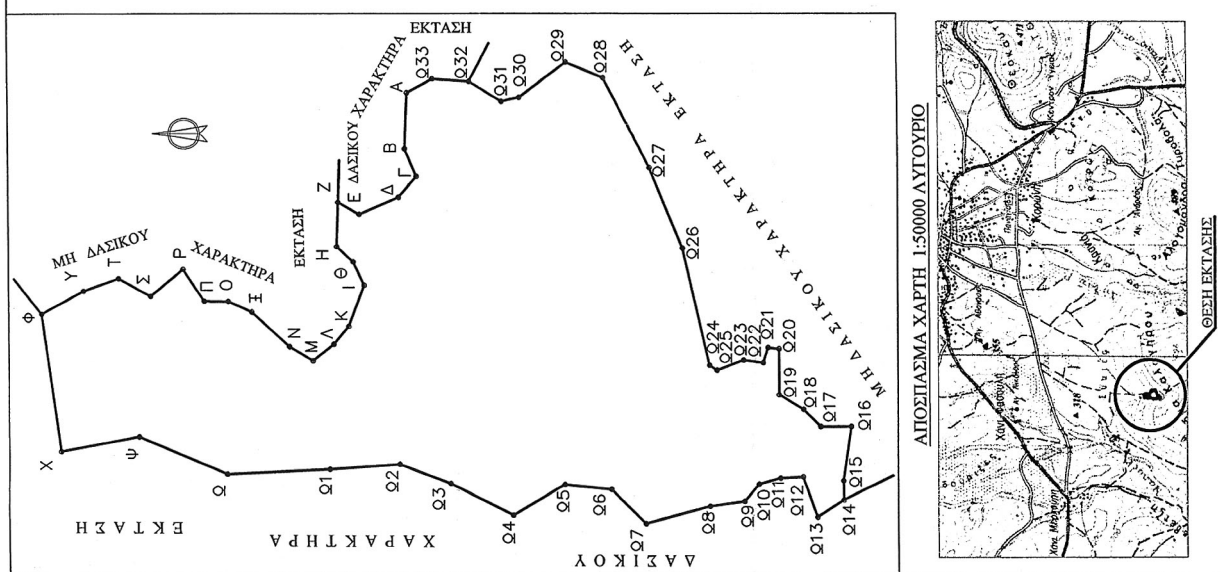 ΕΚΤΑΣΗ
ΔΑΣΙΚΟΥ ΧΑΡΑΚΤΗΡΑ
ΕΚΤΑΣΗ
ΜΗ ΔΑΣΙΚΟΥ
ΧΑΡΑΚΤΗΡΑ
ΜΗ ΔΑΣΙΚΟΥ ΧΑΡΑΚΤΗΡΑ ΕΚΤΑΣΗ
ΔΑΣΙΚΟΥ
ΧΑΡΑΚΤΗΡΑ
ΕΚΤΑΣΗ
Α
Β
Γ
Δ
Ε
Ζ
Η
Θ
Ι
Κ
Λ
Μ
Ν
Ξ
Ο
Π
Ρ
Σ
Τ
Υ
Φ
Χ
Ψ
Ω
Ω1
Ω2
Ω3
Ω4
Ω5
Ω6
Ω7
Ω8
Ω9
Ω10
Ω11
Ω12
Ω13
Ω14
Ω15
Ω16
Ω17
Ω18
Ω19
Ω20
Ω21
Ω22
Ω23
Ω25
Ω24
Ω26
Ω27
Ω28
Ω29
Ω30
Ω31
Ω32
Ω33
ΑΠΟΣΠΑΣΜΑ ΧΑΡΤΗ 1:50000 ΛΥΓΟΥΡΙΟ
Κορώνη
ΘΕΣΗ ΕΚΤΑΣΗΣ